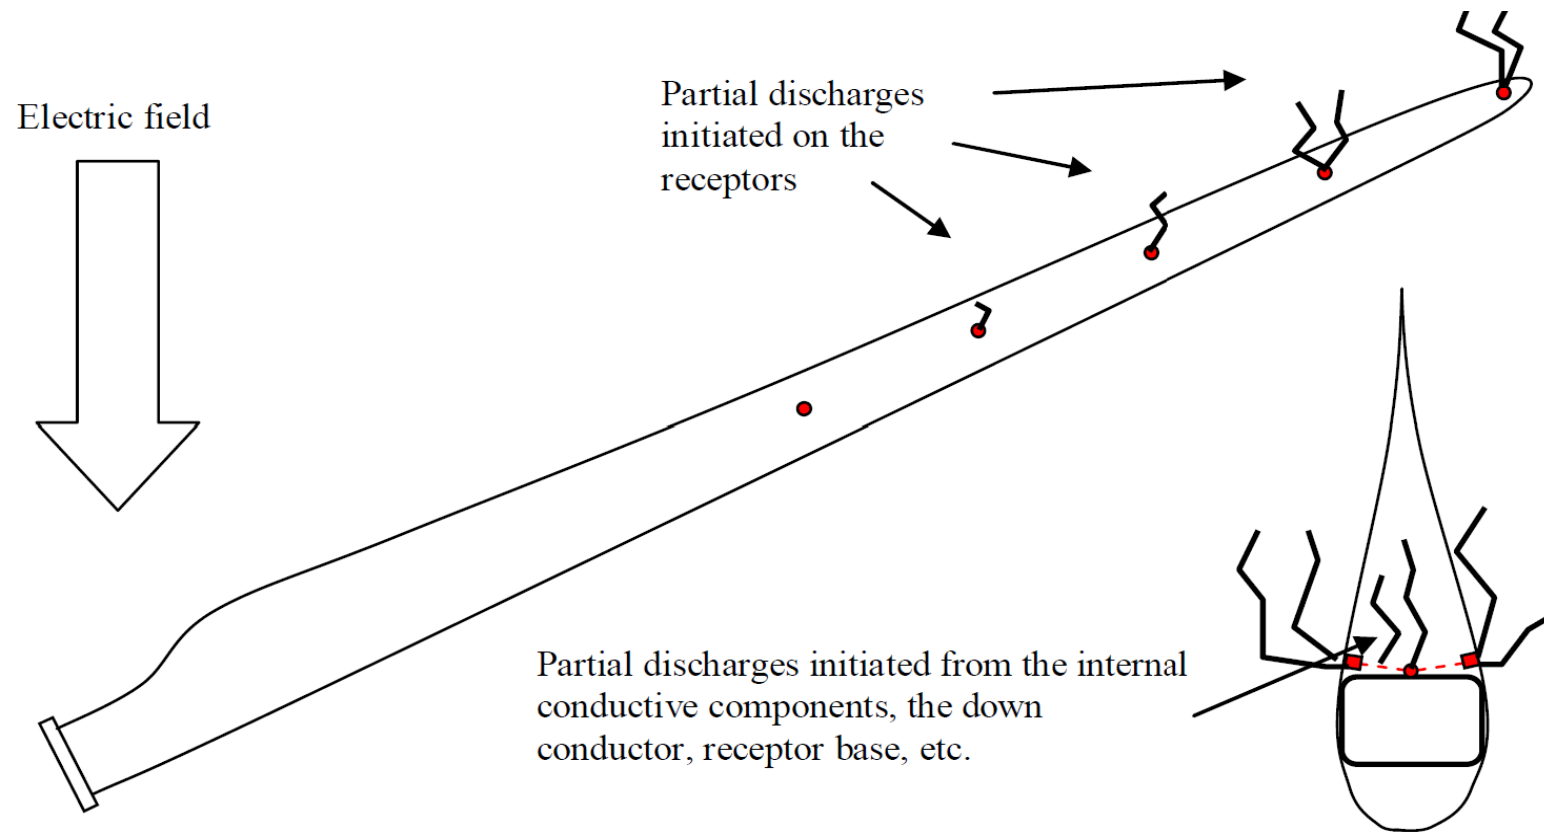 Electric field
Partial discharges
initiated on the
receptors
Partial discharges initiated from the internal
conductive components, the down
conductor, receptor base, etc.